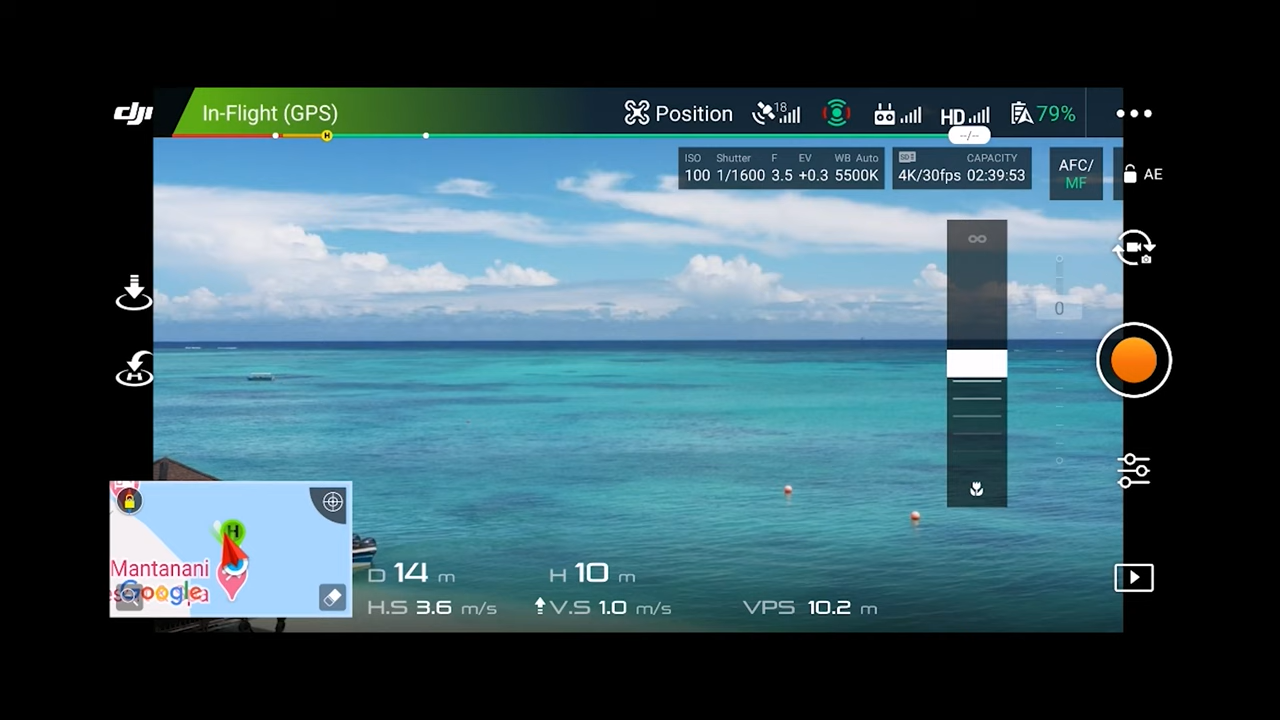 dji
In-Flight (GPS)
Position
18
HD
79%
--/--
ISO Shutter F EV WB Auto
100 1/1600 3.5 +0.3 5500K
SD
CAPACITY
4K/30fps 02:39:53
AFC/
MF
AE
∞
0
H
Mantanani
Google
D 14 m
H 10 m
H.S 3.6 m/s
V.S 1.0 m/s
VPS 10.2 m